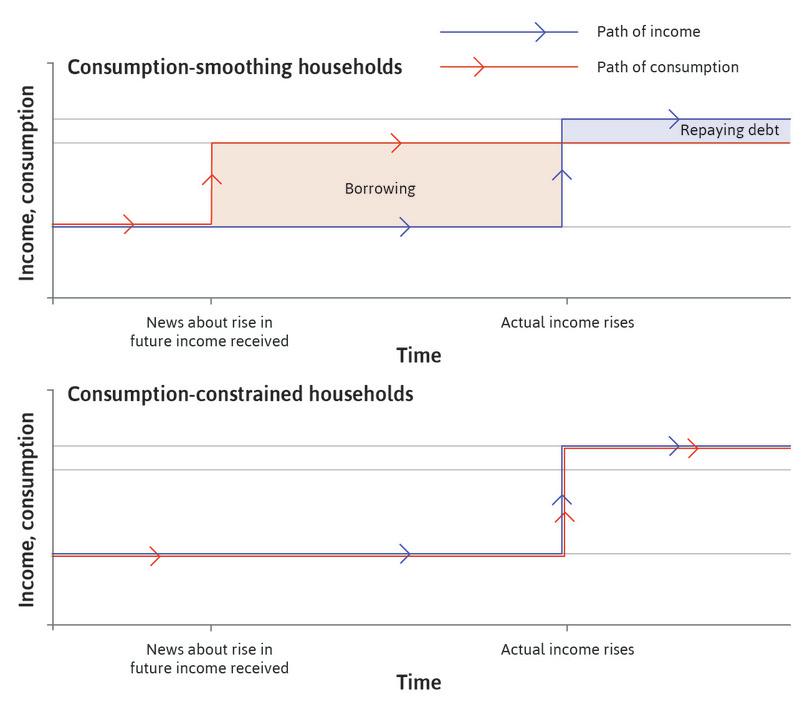 Path of income
Path of consumption
Consumption-smoothing households
Income, consumption
Repaying debt
Borrowing
News about rise in
future income received
Actual income rises
Time
Consumption-constrained households
Income, consumption
News about rise in
future income received
Actual income rises
Time